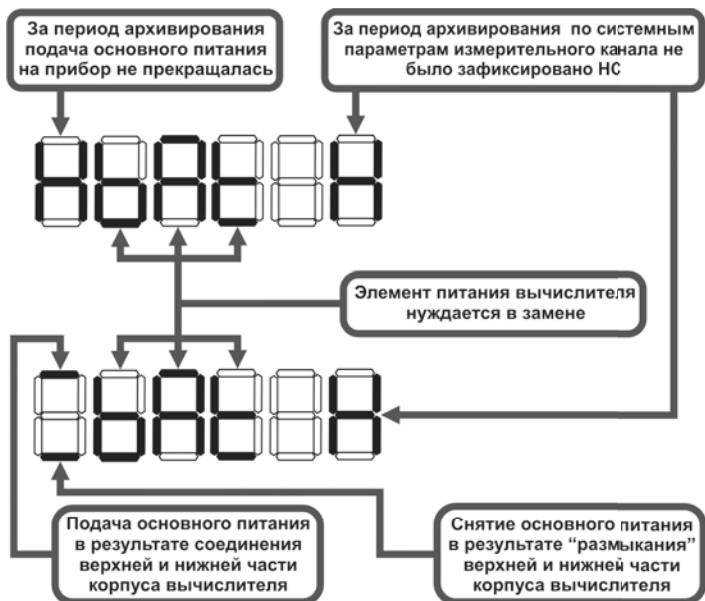 За период архивирования
подача основного питания
на прибор не прекращалась
За период архивирования по системным
параметрам измерительного канала не
было зафиксировано НС
Элемент питания вычислителя
нуждается в замене
Подача основного питания
в результате соединения
верхней и нижней части
корпуса вычислителя
Снятие основного питания
в результате “размыкания”
верхней и нижней части
корпуса вычислителя